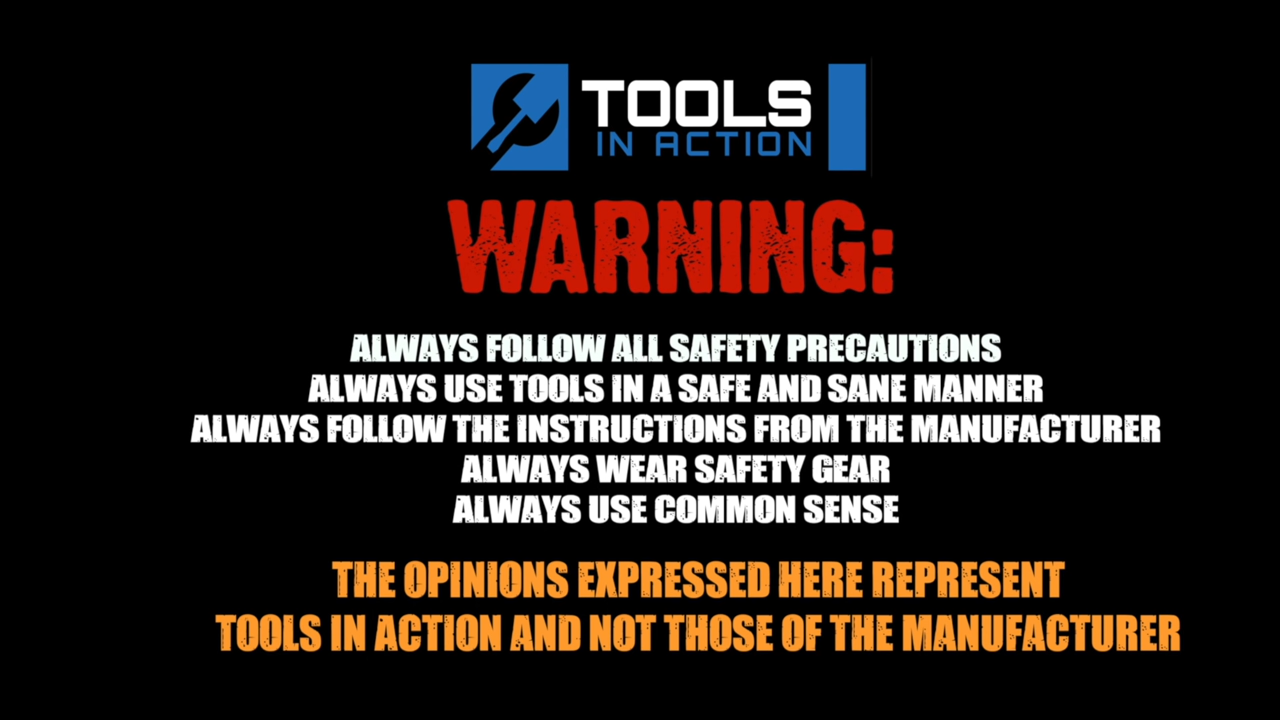 TOOLS
IN ACTION
WARNING:
ALWAYS FOLLOW ALL SAFETY PRECAUTIONS
ALWAYS USE TOOLS IN A SAFE AND SANE MANNER
ALWAYS FOLLOW THE INSTRUCTIONS FROM THE MANUFACTURER
ALWAYS WEAR SAFETY GEAR
ALWAYS USE COMMON SENSE
THE OPINIONS EXPRESSED HERE REPRESENT
TOOLS IN ACTION AND NOT THOSE OF THE MANUFACTURER